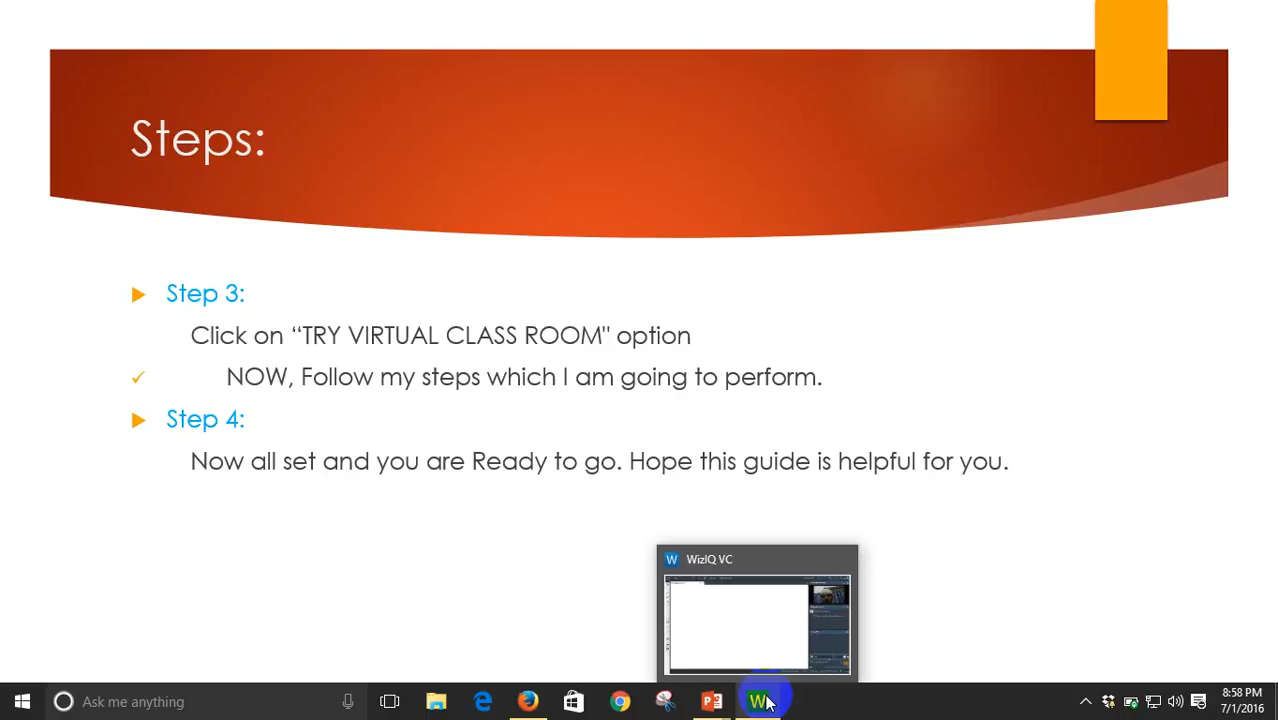 Steps:
Step 3:
Click on “TRY VIRTUAL CLASS ROOM" option
NOW, Follow my steps which I am going to perform.
Step 4:
Now all set and you are Ready to go. Hope this guide is helpful for you.
W WizIQ VC
Ask me anything
W
8:58 PM
7/1/2016